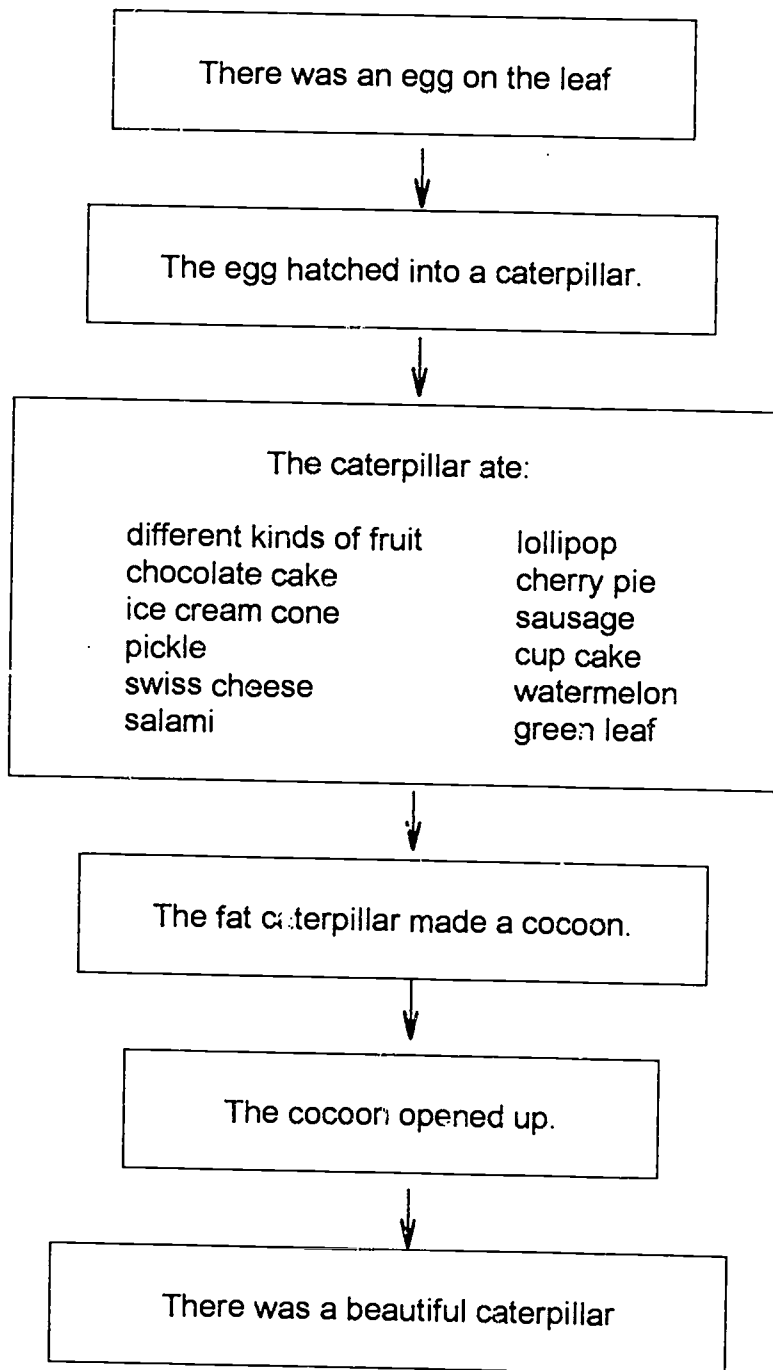 There was an egg on the leaf
The egg hatched into a caterpillar.
The caterpillar ate:
different kinds of fruit
chocolate cake
ice cream cone
pickle
swiss cheese
salami
lollipop
cherry pie
sausage
cup cake
watermelon
green leaf
The fat caterpillar made a cocoon.
The cocoon opened up.
There was a beautiful caterpillar